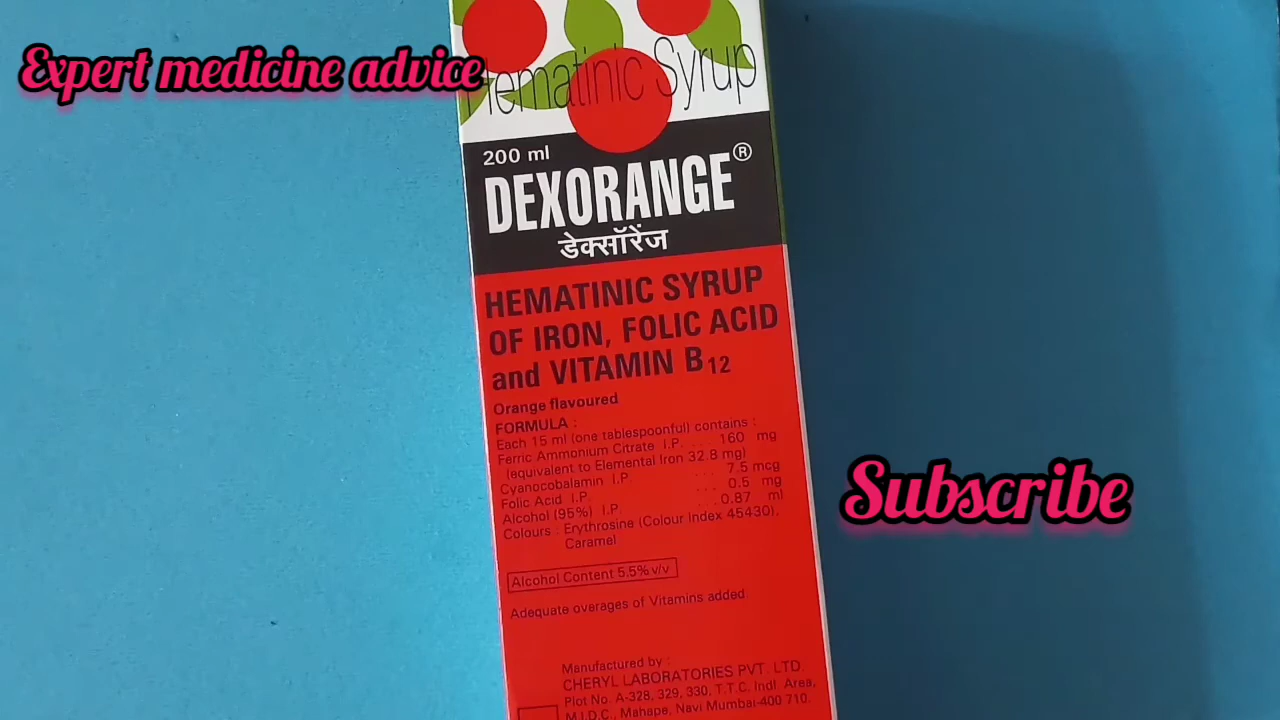 Expert medicine advice
Hematinic Syrup
200 ml
DEXORANGE®
डेक्सॉरेंज
HEMATINIC SYRUP
OF IRON, FOLIC ACID
and VITAMIN B12
Orange flavoured
FORMULA :
Each 15 ml (one tablespoonful) contains :
Ferric Ammonium Citrate I.P. . . . 160 mg
(equivalent to Elemental Iron 32.8 mg)
Cyanocobalamin I.P. . . . 7.5 mcg
Folic Acid I.P. . . . 0.5 mg
Alcohol (95%) I.P. . . . 0.87 ml
Colours : Erythrosine (Colour Index 45430),
Caramel
Alcohol Content 5.5% v/v
Adequate overages of Vitamins added.
Manufactured by :
CHERYL LABORATORIES PVT. LTD.
Plot No. A-328, 329, 330, T.T.C. Indl. Area,
M.I.D.C., Mahape, Navi Mumbai-400 710.
Subscribe